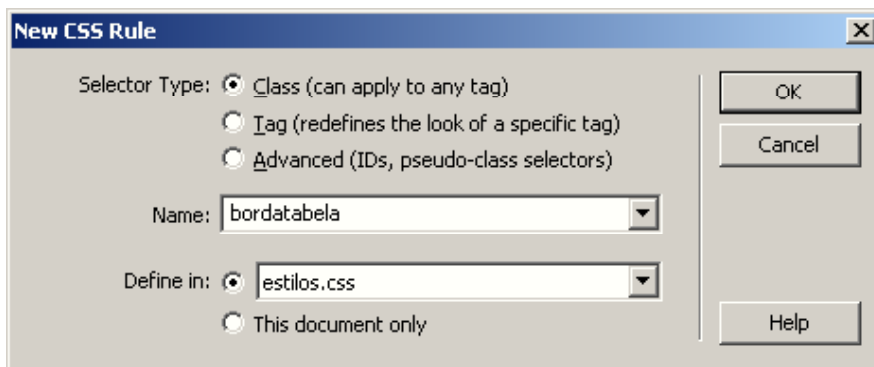 New CSS Rule
Selector Type: Class (can apply to any tag)
Tag (redefines the look of a specific tag)
Advanced (IDs, pseudo-class selectors)
Name: bordatabela
Define in: estilos.css
This document only
OK
Cancel
Help